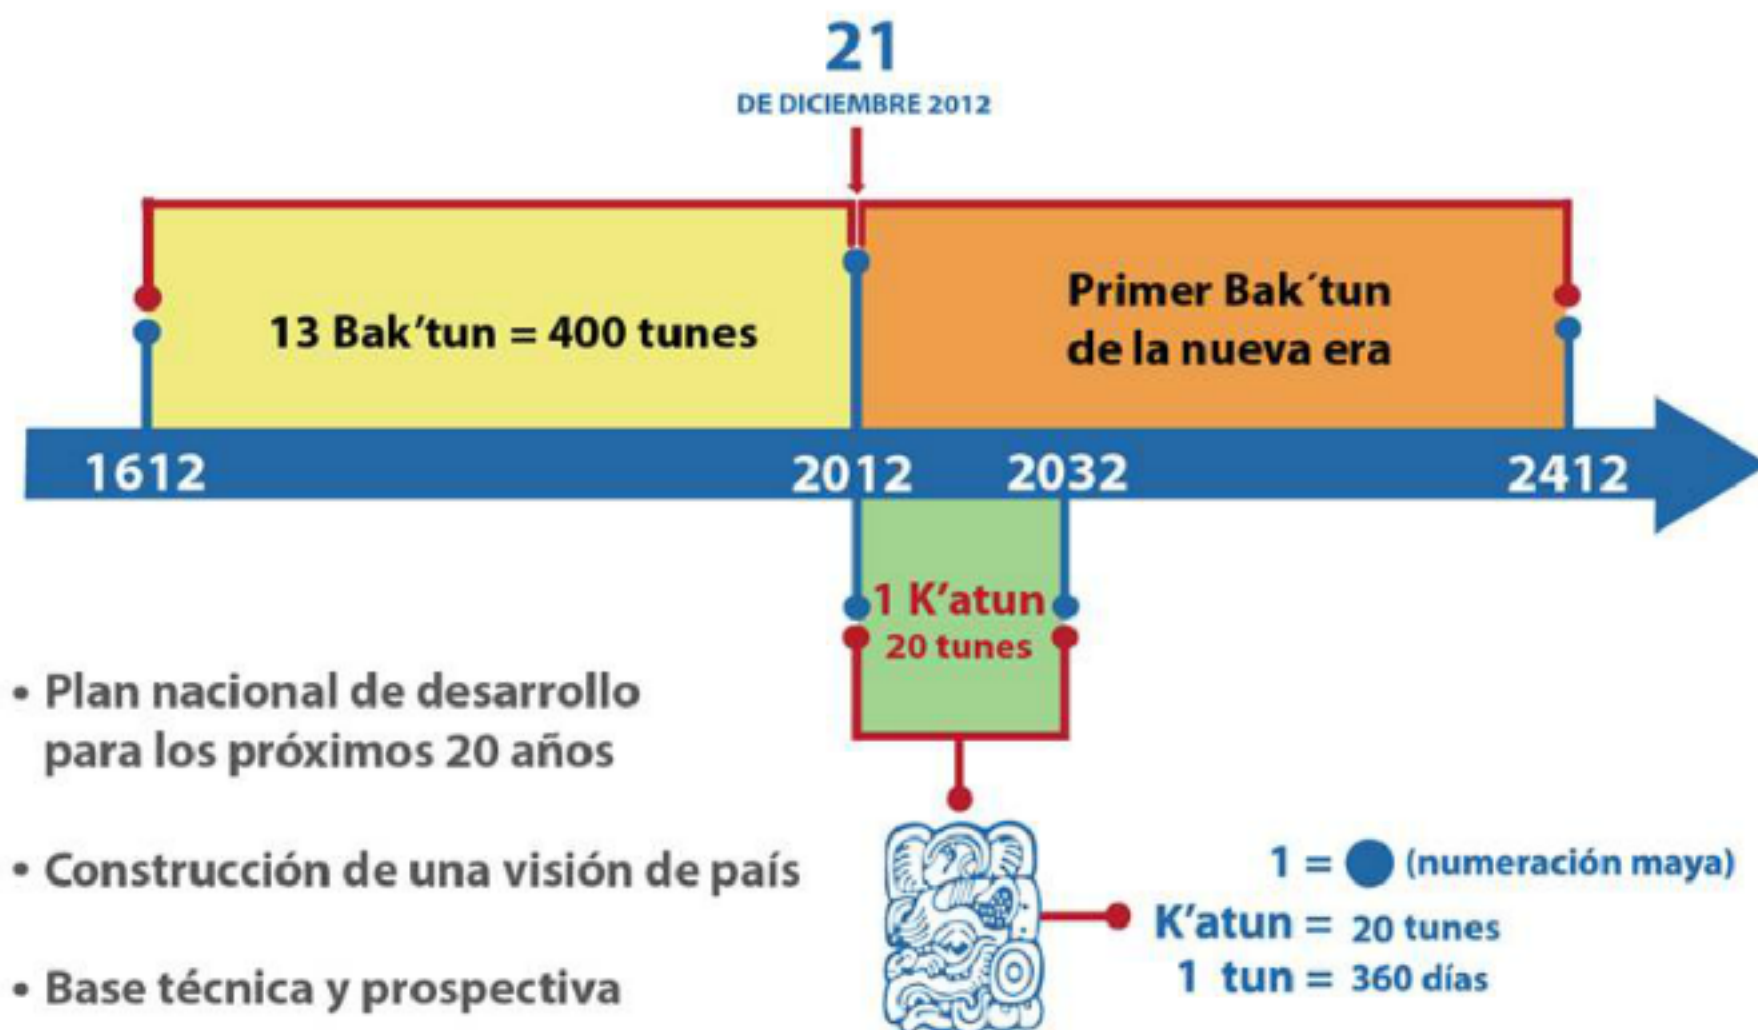 21
DE DICIEMBRE 2012
13 Bak’tun = 400 tunes
Primer Bak´tun
de la nueva era
1612
2012
2032
2412
1 K’atun
20 tunes
• Plan nacional de desarrollo
para los próximos 20 años
• Construcción de una visión de país
• Base técnica y prospectiva
1 = ● (numeración maya)
K’atun = 20 tunes
1 tun = 360 días